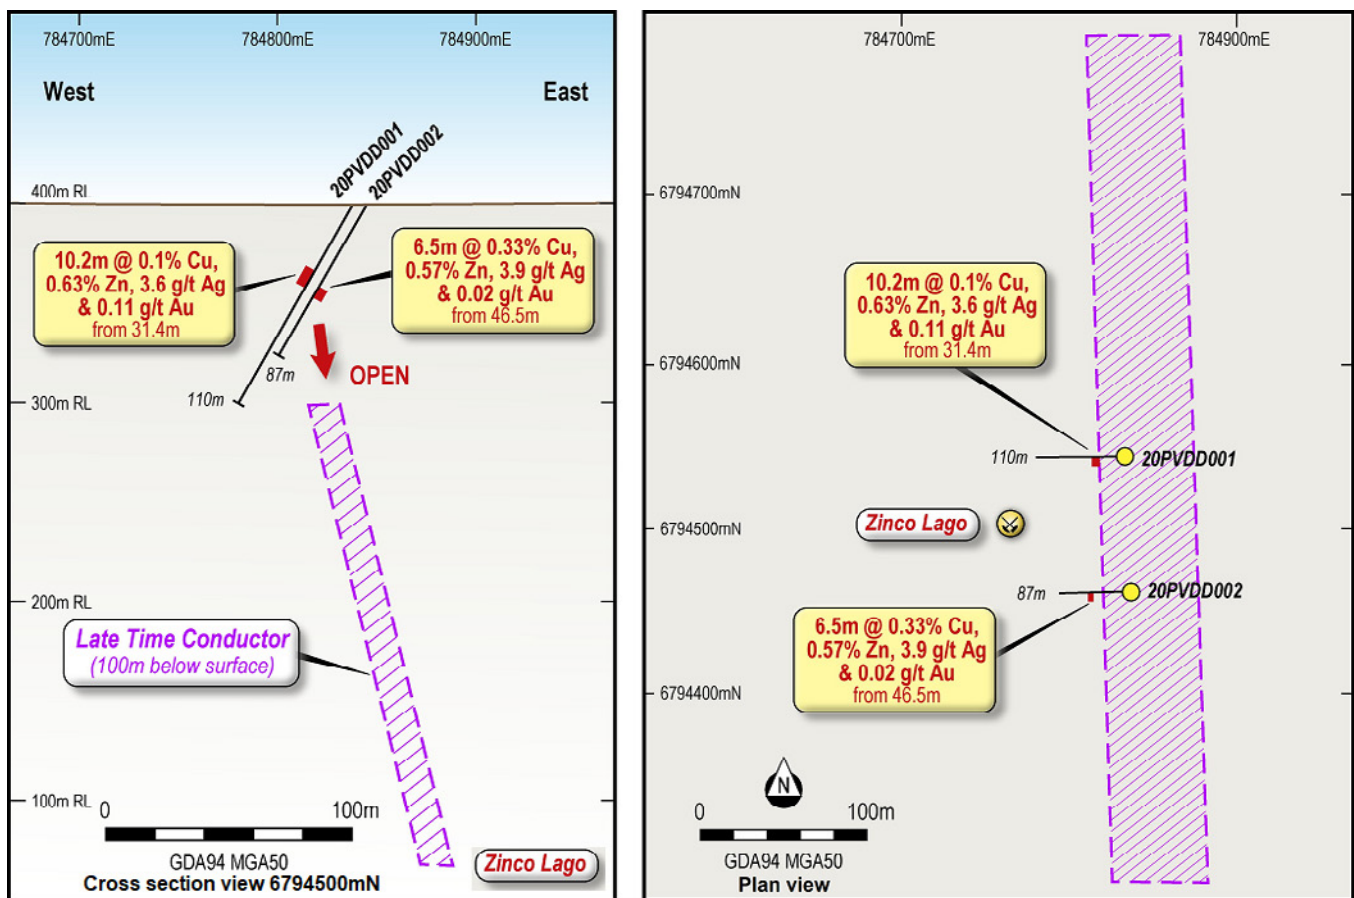 784700mE
784800mE
784900mE
West
East
20PVDD001
20PVDD002
400m RL
10.2m @ 0.1% Cu,
0.63% Zn, 3.6 g/t Ag
& 0.11 g/t Au
from 31.4m
6.5m @ 0.33% Cu,
0.57% Zn, 3.9 g/t Ag
& 0.02 g/t Au
from 46.5m
87m
OPEN
110m
300m RL
200m RL
Late Time Conductor
(100m below surface)
100m RL
0
100m
GDA94 MGA50
Cross section view 6794500mN
Zinco Lago
784700mE
784900mE
6794700mN
10.2m @ 0.1% Cu,
0.63% Zn, 3.6 g/t Ag
& 0.11 g/t Au
from 31.4m
6794600mN
110m
20PVDD001
Zinco Lago
6794500mN
87m
20PVDD002
6.5m @ 0.33% Cu,
0.57% Zn, 3.9 g/t Ag
& 0.02 g/t Au
from 46.5m
6794400mN
N
0
100m
GDA94 MGA50
Plan view